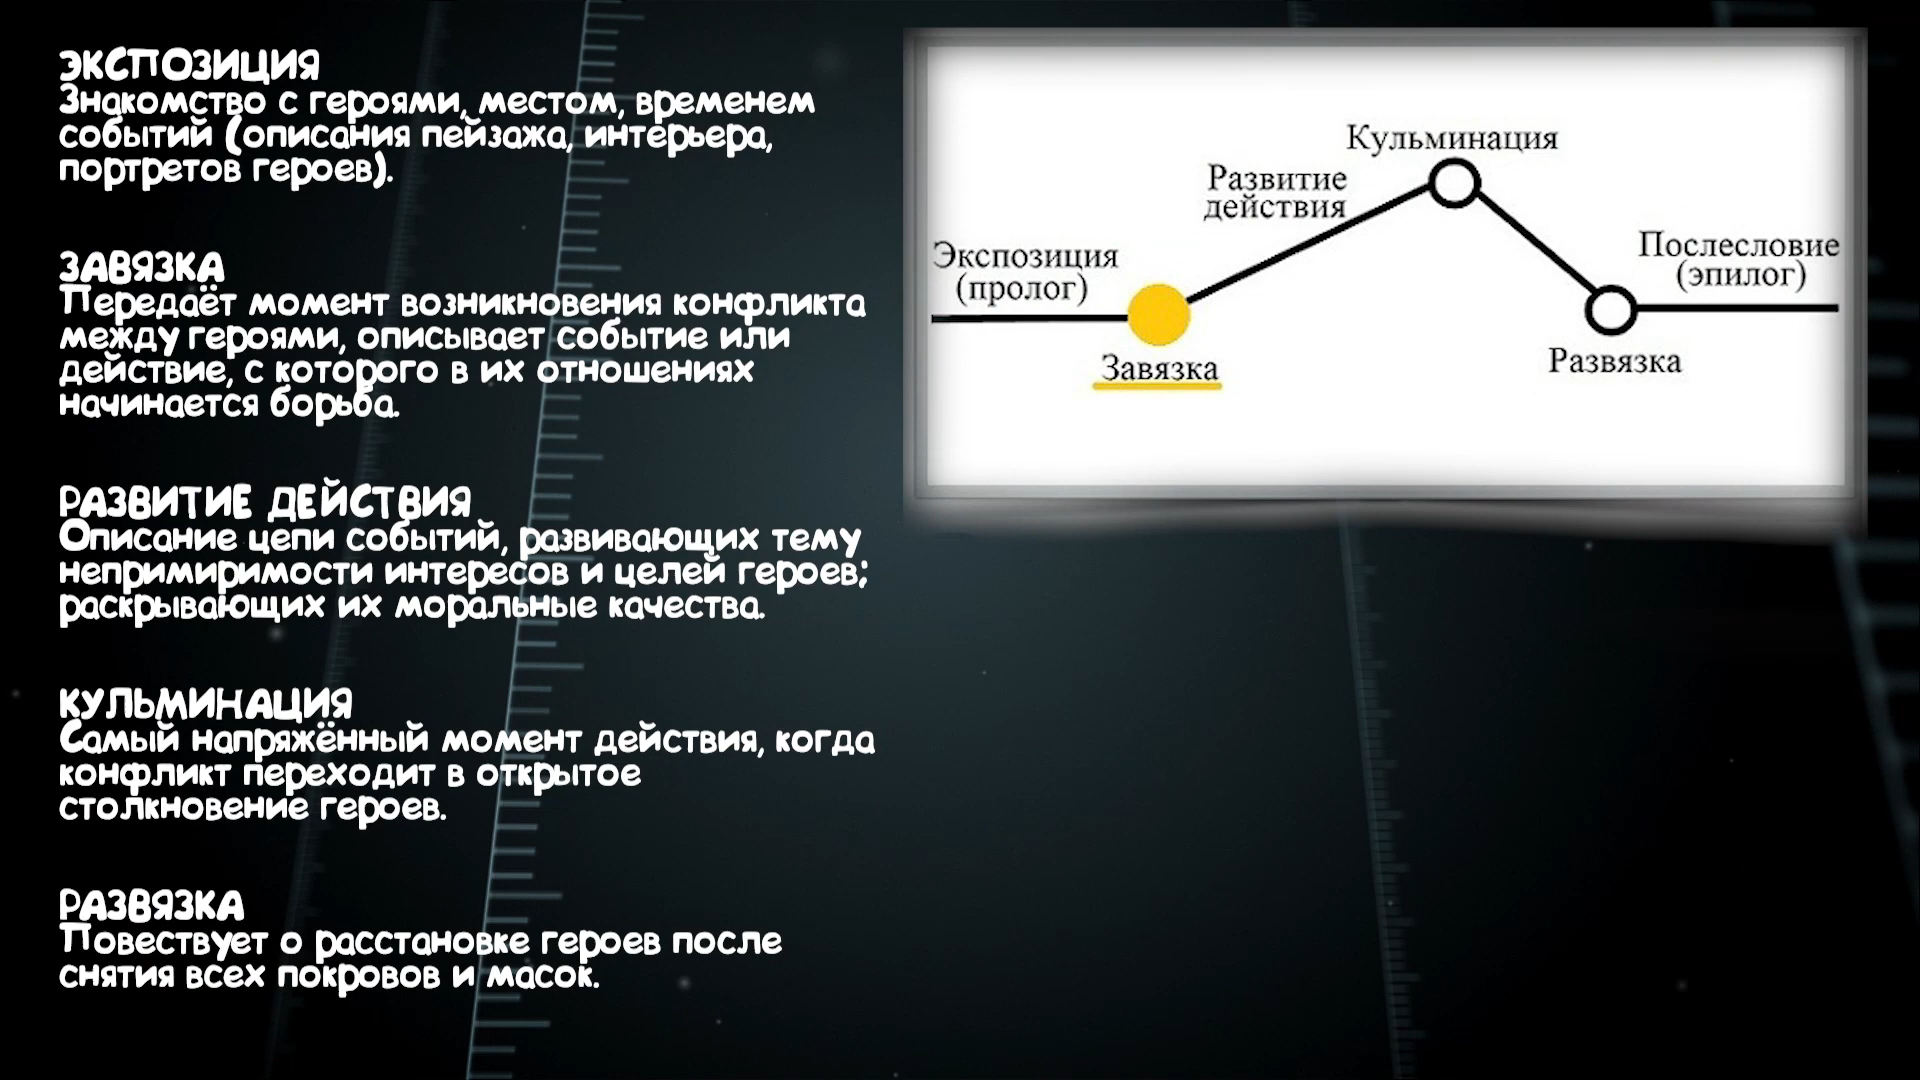 ЭКСПОЗИЦИЯ
Знакомство с героями, местом, временем
событий (описания пейзажа, интерьера,
портретов героев).
ЗАВЯЗКА
Передаёт момент возникновения конфликта
между героями, описывает событие или
действие, с которого в их отношениях
начинается борьба.
РАЗВИТИЕ ДЕЙСТВИЯ
Описание цепи событий, развивающих тему
непримиримости интересов и целей героев;
раскрывающих их моральные качества.
КУЛЬМИНАЦИЯ
Самый напряжённый момент действия, когда
конфликт переходит в открытое
столкновение героев.
РАЗВЯЗКА
Повествует о расстановке героев после
снятия всех покровов и масок.
Экспозиция
(пролог)
Завязка
Развитие
действия
Кульминация
Развязка
Послесловие
(эпилог)